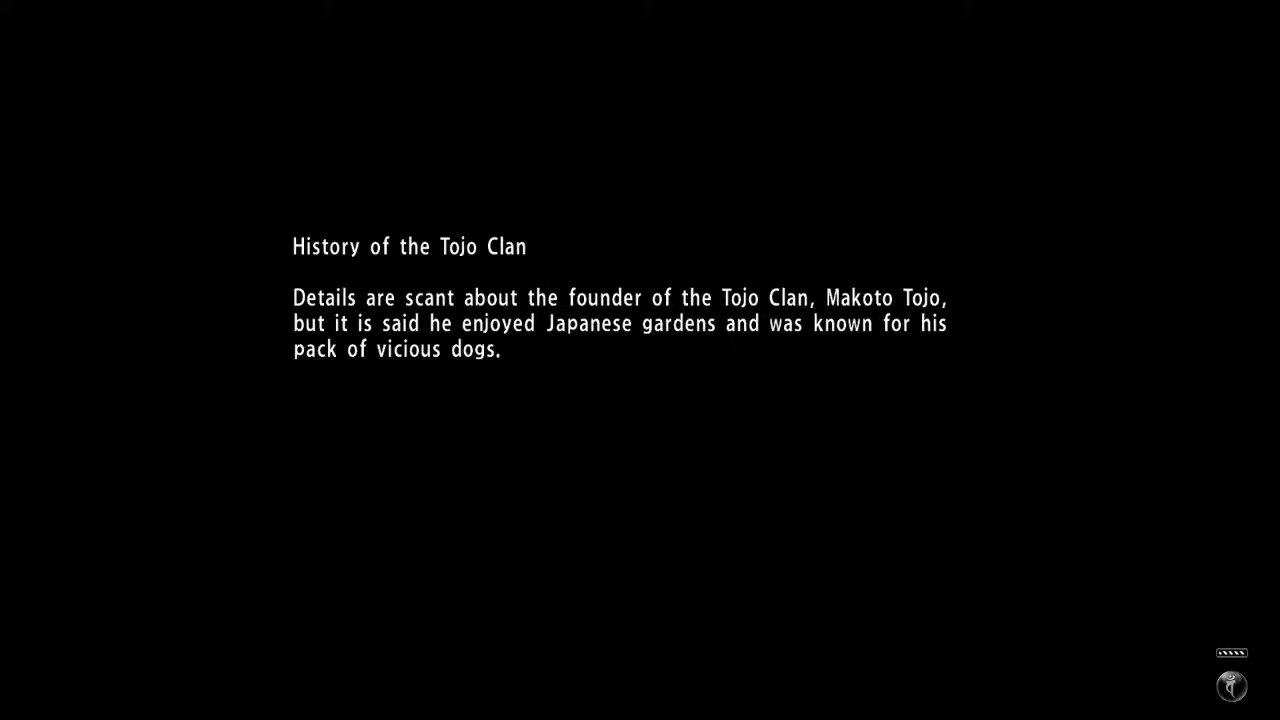 History of the Tojo Clan
Details are scant about the founder of the Tojo Clan, Makoto Tojo,
but it is said he enjoyed Japanese gardens and was known for his
pack of vicious dogs.